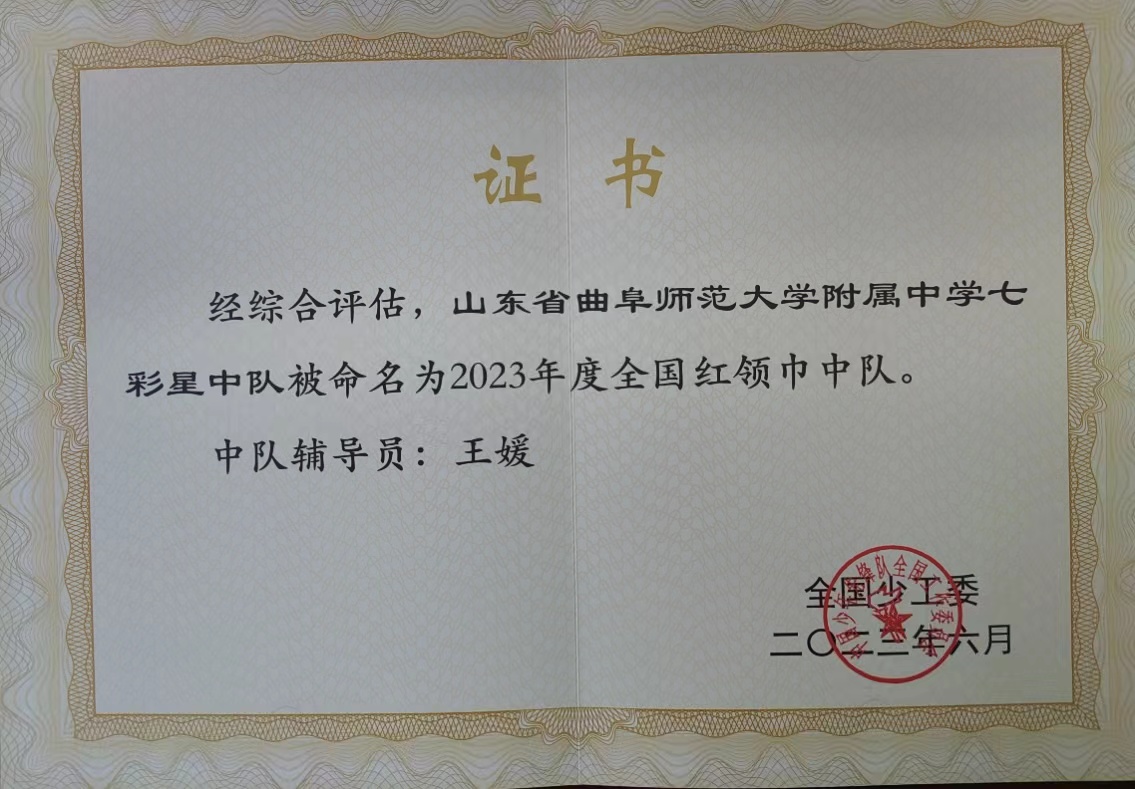 证 书
经综合评估，山东省曲阜师范大学附属中学七
彩星中队被命名为2023年度全国红领巾中队。
中队辅导员：王媛
全国少工委
二〇二三年六月